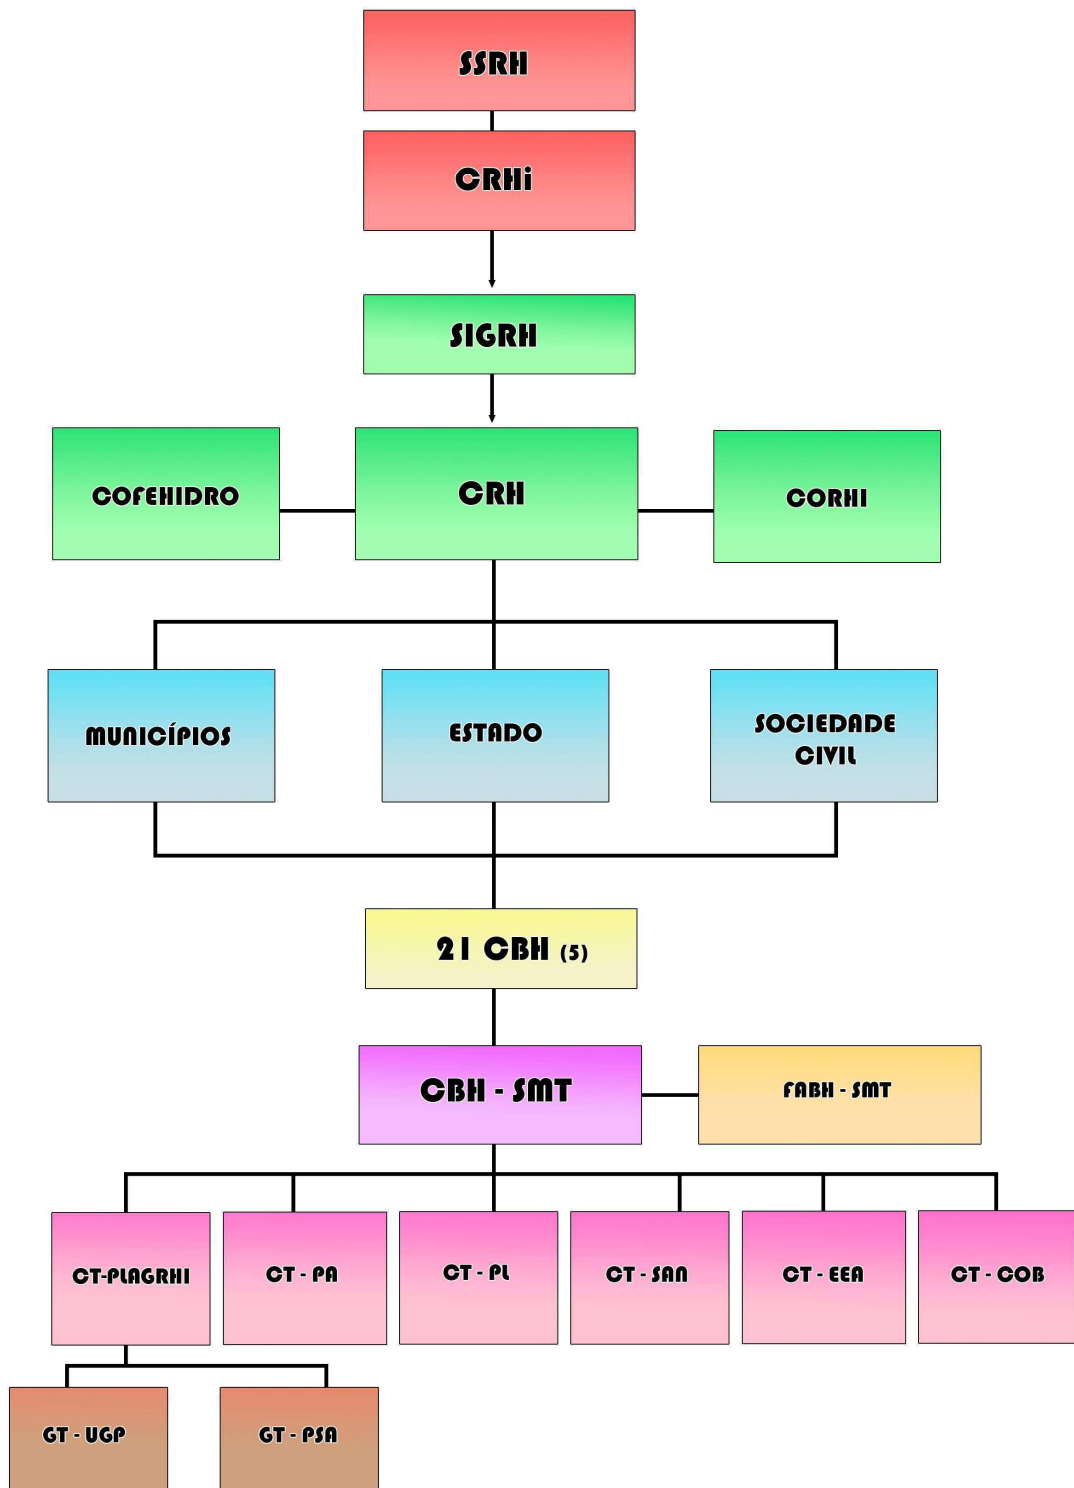 SSRH
CRHi
SIGRH
COFEHIDRO
CRH
CORHI
MUNICÍPIOS
ESTADO
SOCIEDADE
CIVIL
21 CBH (5)
CBH - SMT
FABH - SMT
CT-PLAGRHI
CT - PA
CT - PL
CT - SAN
CT - EEA
CT - COB
GT - UGP
GT - PSA